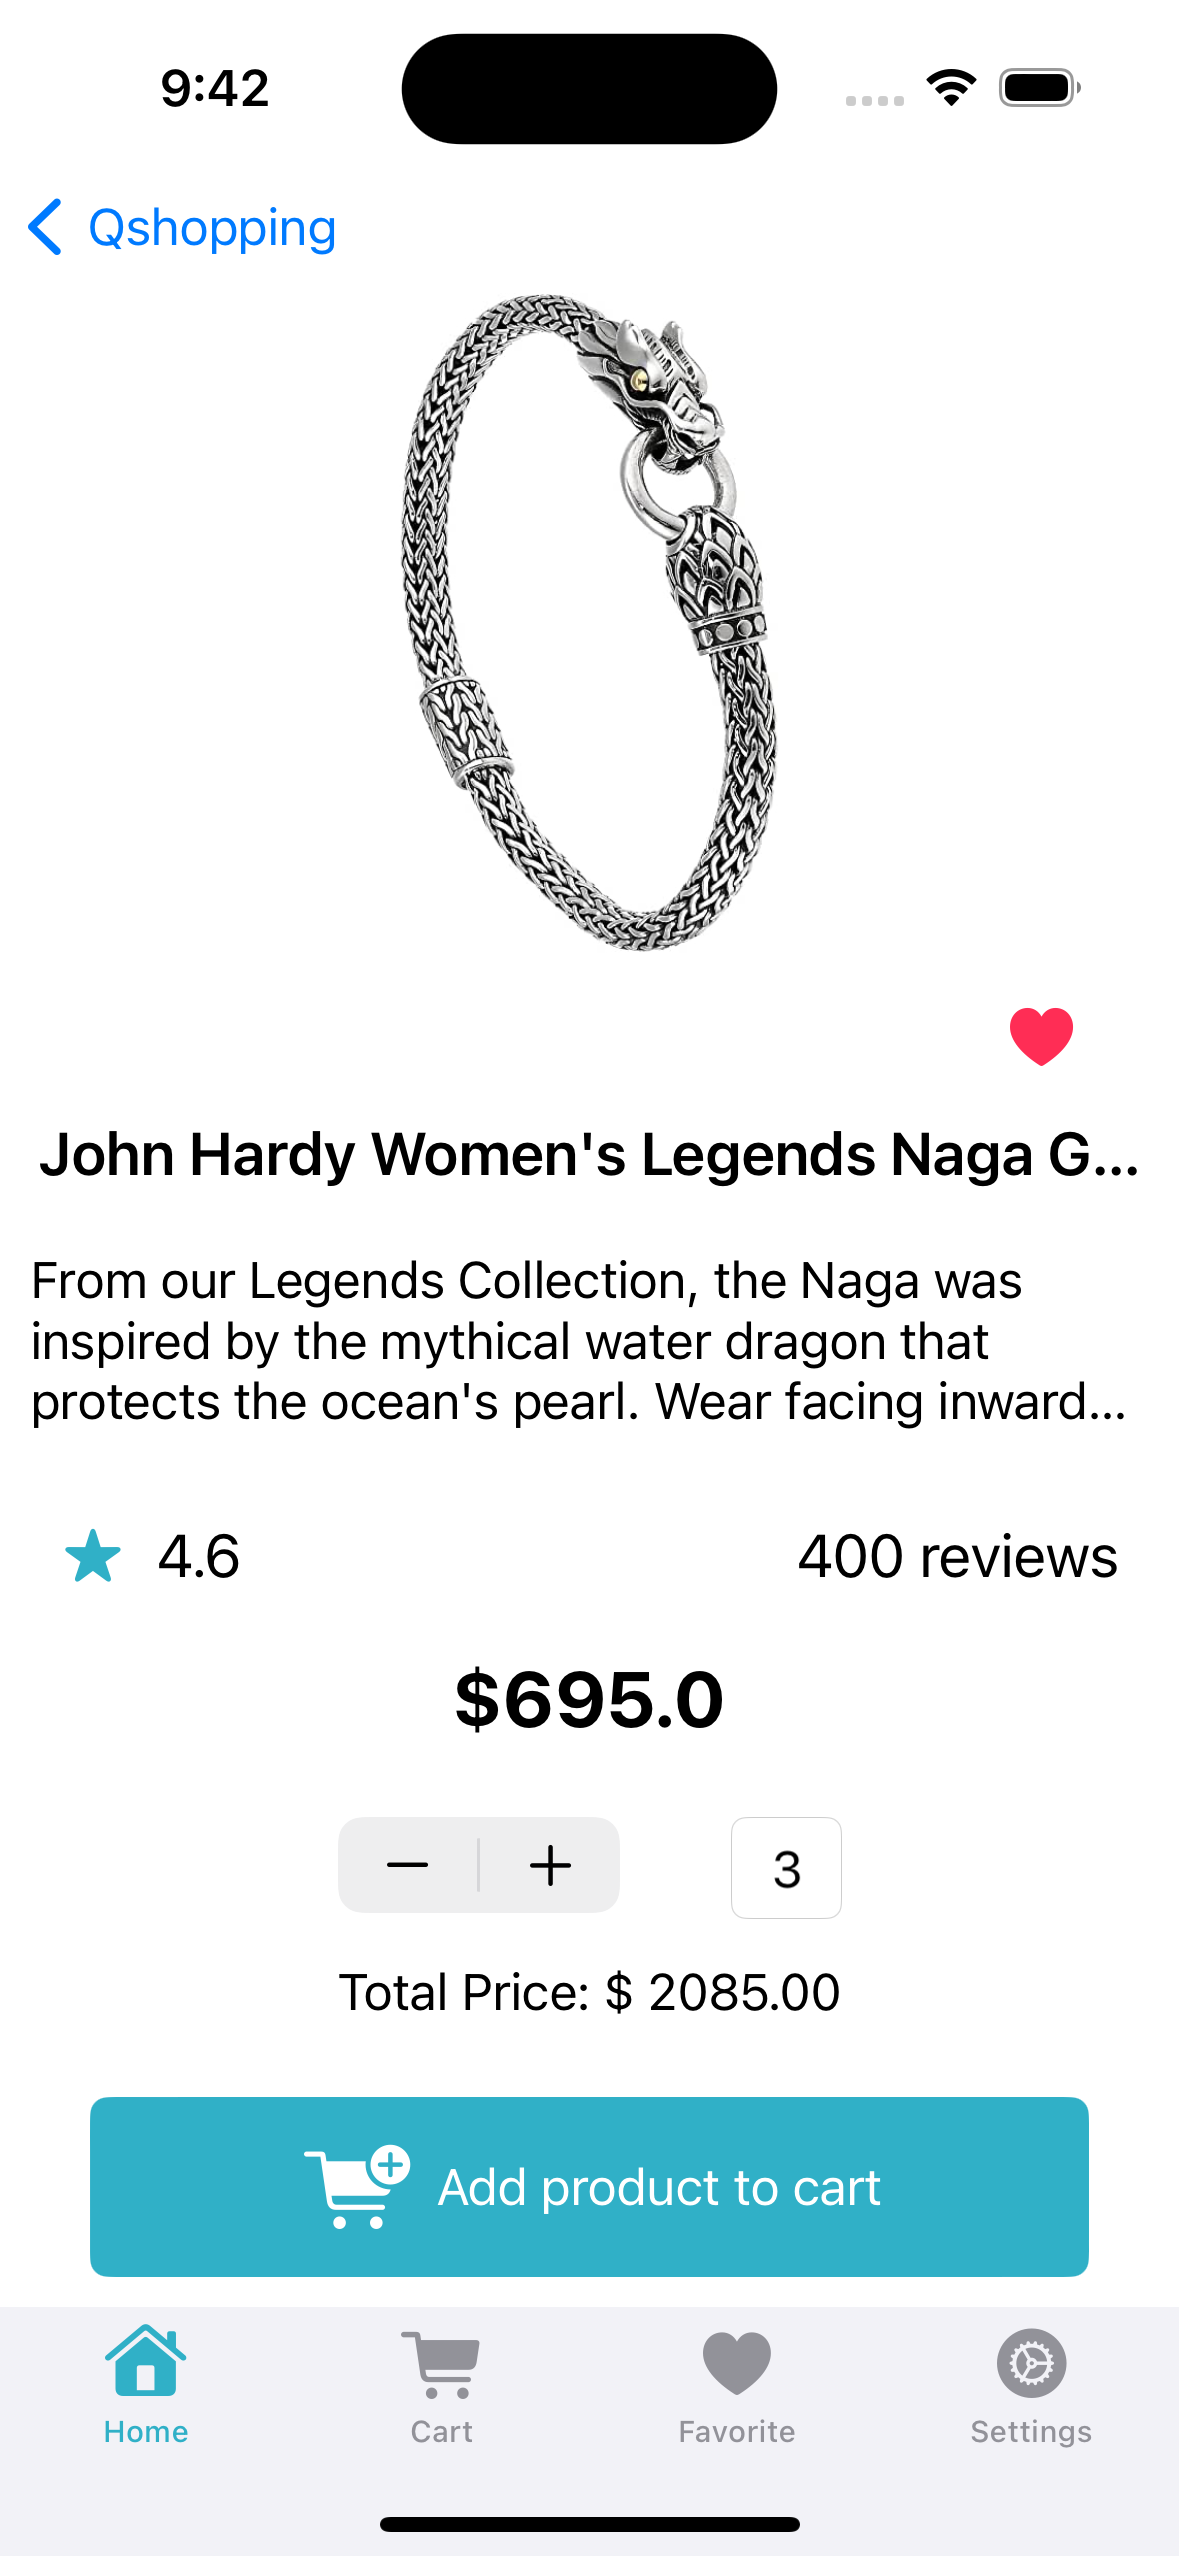 9:42
Qshopping
John Hardy Women's Legends Naga G...
From our Legends Collection, the Naga was
inspired by the mythical water dragon that
protects the ocean's pearl. Wear facing inward...
4.6
400 reviews
$695.0
3
Total Price: $ 2085.00
Add product to cart
Home
Cart
Favorite
Settings